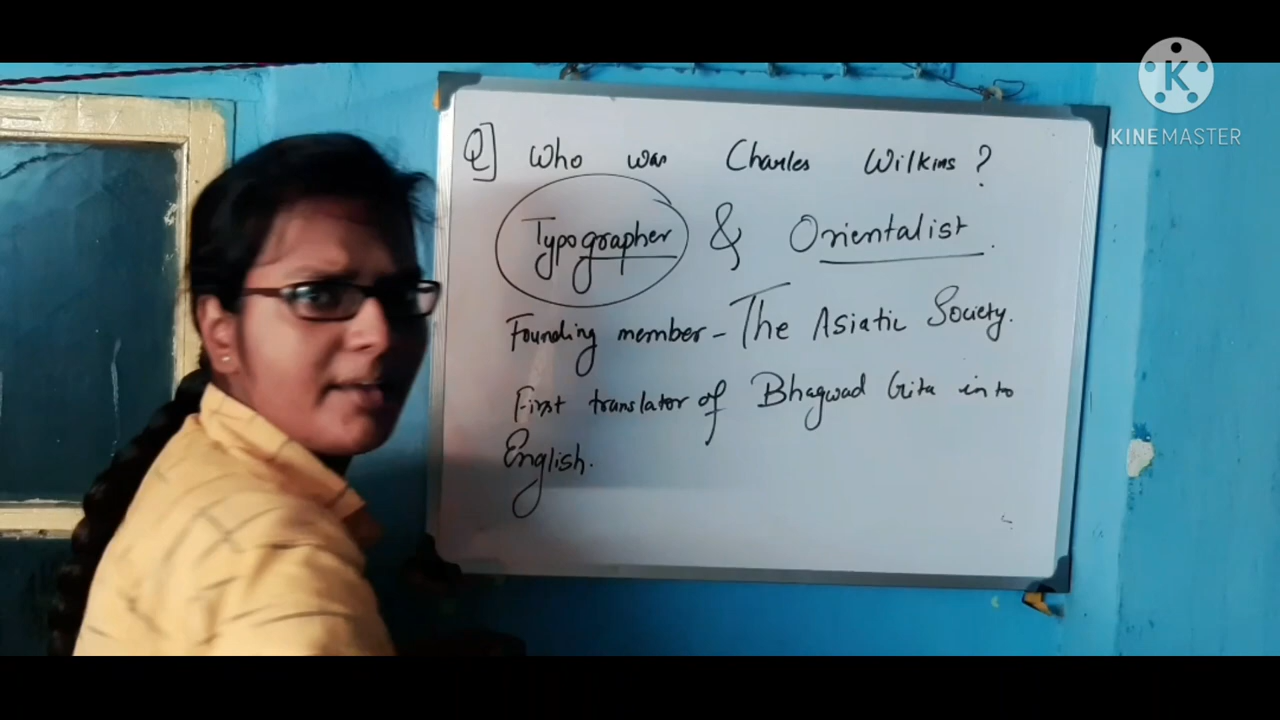 Q] Who was Charles Wilkins?
Typographer & Orientalist.
Founding member - The Asiatic Society.
First translator of Bhagwad Gita into
English.
K
KINEMASTER